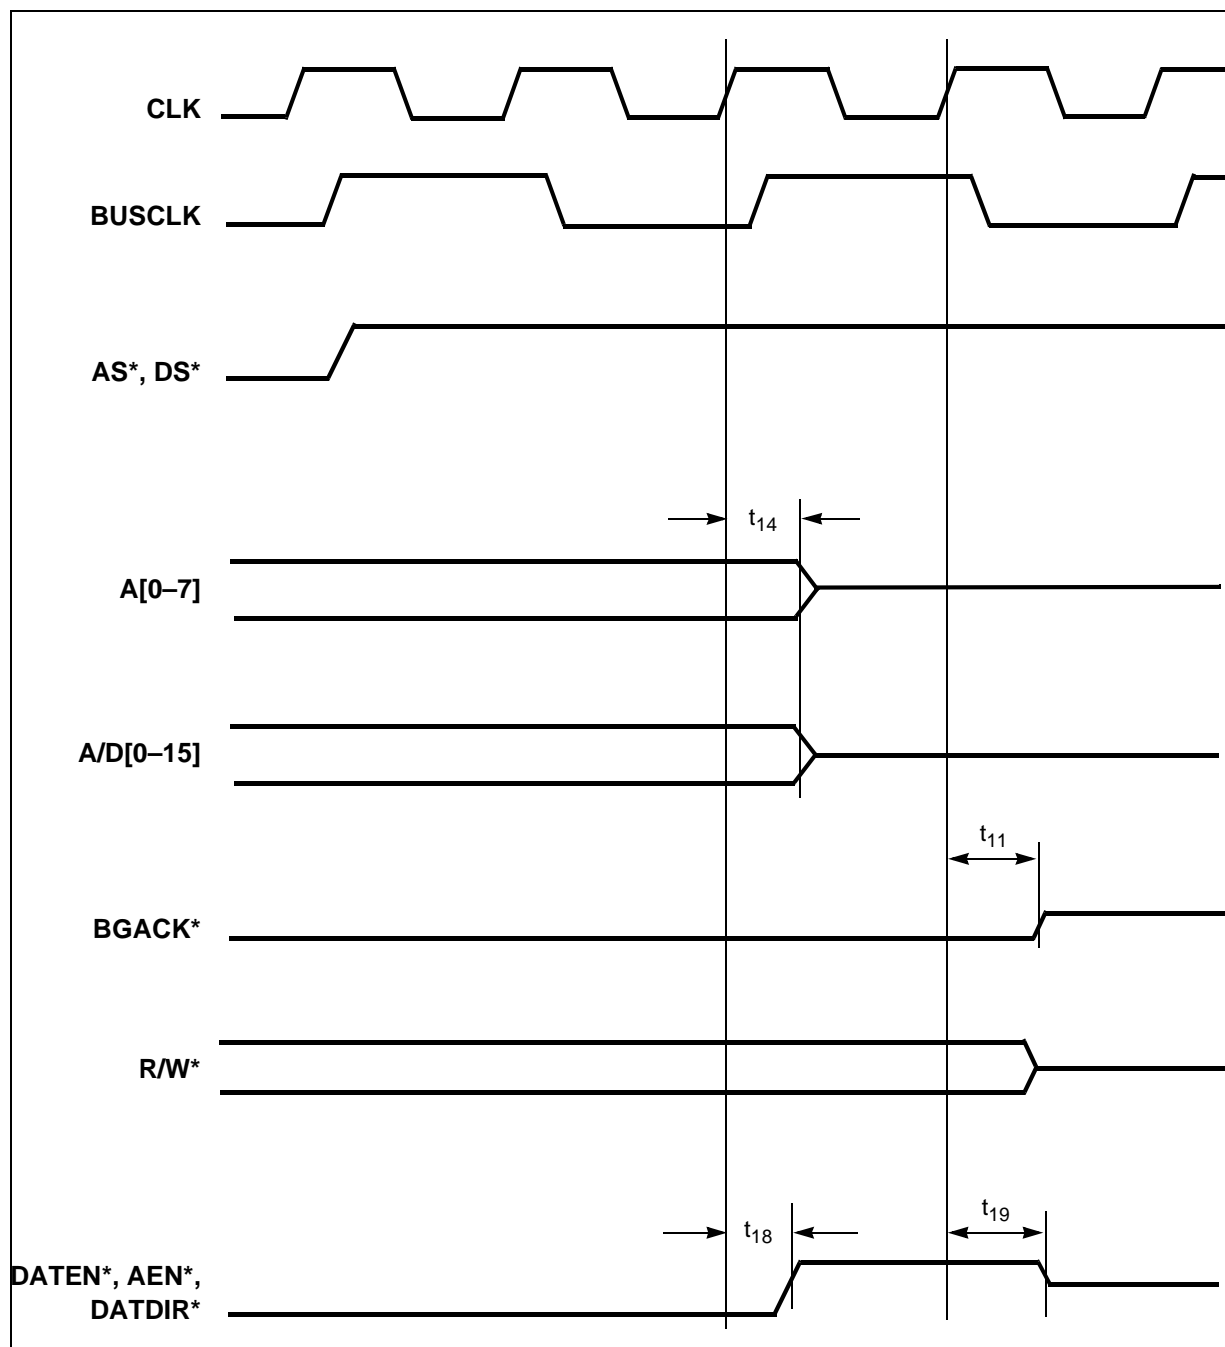 CLK
BUSCLK
AS*, DS*
t14
A[0–7]
A/D[0–15]
t11
BGACK*
R/W*
t18
t19
DATEN*, AEN*,
DATDIR*